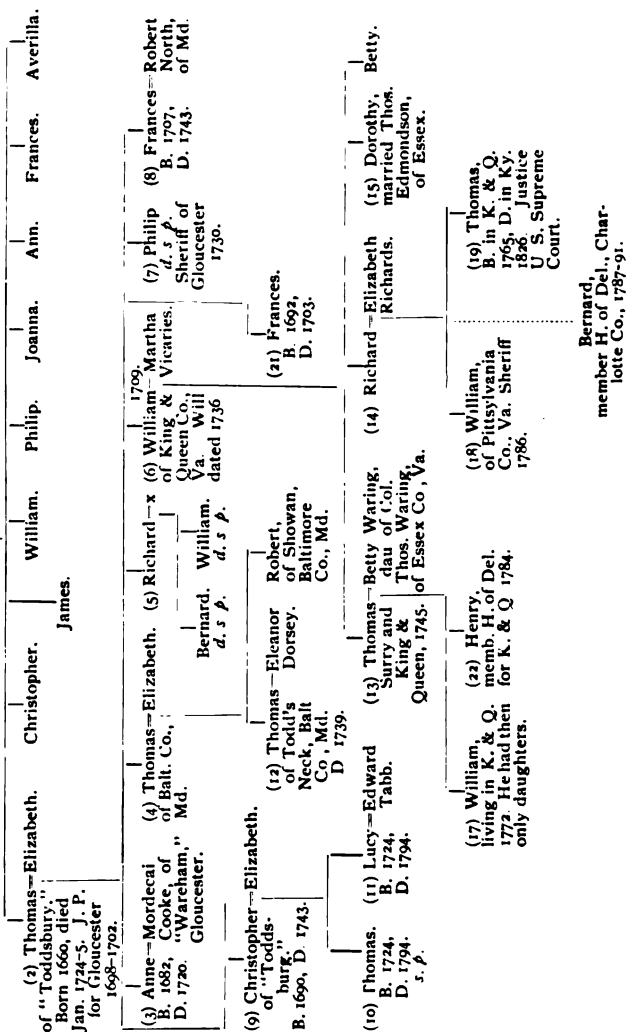 (2) Thomas=Elizabeth.
of "Toddsbury."
Born 1660, died
Jan. 1724-5. J. P.
for Gloucester
1698-1702.
Christopher.
James.
William.
Philip.
Joanna.
Ann.
Frances.
Averilla.
(3) Anne=Mordecai
B. 1682, Cooke, of
D. 1720. "Wareham,"
Gloucester.
(4) Thomas=Elizabeth.
of Balt. Co.,
Md.
(5) Richard=x
1709.
(6) William=Martha
of King & Vicaries.
Queen Co.,
Va. Will
dated 1736
(7) Philip
d. s p.
Sheriff of
Gloucester
1730.
(8) Frances=Robert
B. 1707, North,
D. 1743. of Md.
Bernard. William.
d. s p. d. s p.
(21) Frances.
B. 1692,
D. 1703.
(9) Christopher=Elizabeth.
of "Todds-
burg."
B. 1690, D. 1743.
(12) Thomas=Eleanor
of Todd's Dorsey.
Neck, Balt
Co, Md.
D 1739.
Robert,
of Showan,
Baltimore
Co., Md.
(10) Thomas.
B. 1724,
D. 1794.
s. p.
(11) Lucy=Edward
B. 1724, Tabb.
D. 1794.
(13) Thomas=Betty Waring,
Surry and dau of Col.
King & Thos. Waring,
Queen, 1745. of Essex Co, Va.
(14) Richard=Elizabeth
Richards.
(15) Dorothy,
married Thos.
Edmondson,
of Essex.
Betty.
(17) William,
living in K. & Q.
1772. He had then
only daughters.
(22) Henry,
memb. H. of Del.
for K. & Q 1784.
(18) William,
of Pittsylvania
Co., Va. Sheriff
1786.
(19) Thomas,
B. in K. & Q.
1765, D. in Ky.
1826. Justice
U S. Supreme
Court.
Bernard,
member H. of Del., Char-
lotte Co., 1787-91.